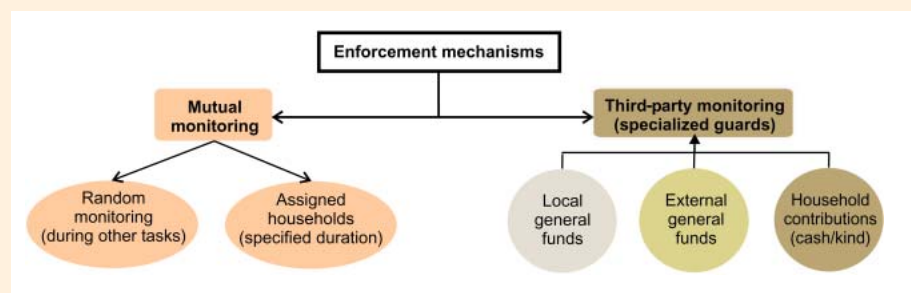 Enforcement mechanisms
Mutual
monitoring
Third-party monitoring
(specialized guards)
Random
monitoring
(during other tasks)
Assigned
households
(specified duration)
Local
general
funds
External
general
funds
Household
contributions
(cash/kind)